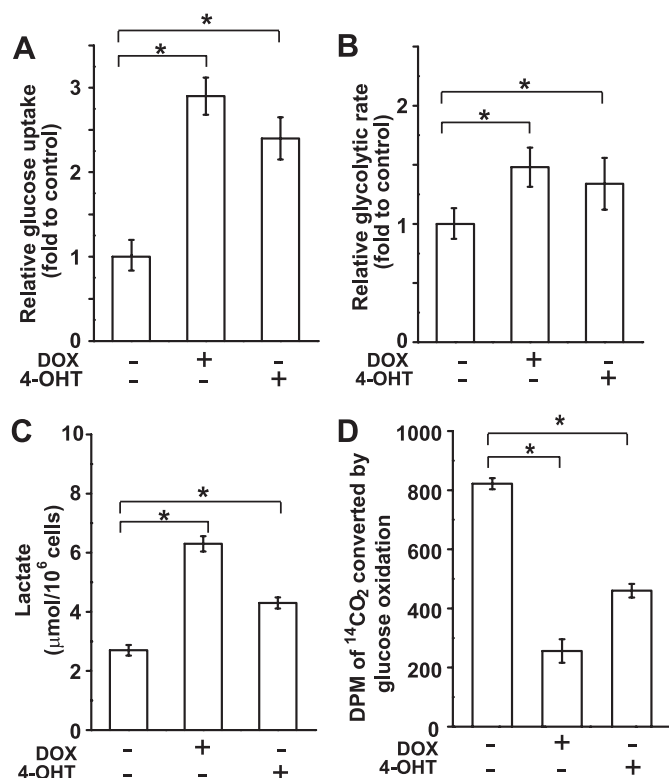 A
Relative glucose uptake
(fold to control)
3
2
1
0
* *
DOX - + -
4-OHT - - +
B
Relative glycolytic rate
(fold to control)
2
1
0
* *
DOX - + -
4-OHT - - +
C
Lactate
(μmol/10⁶ cells)
10
8
6
4
2
0
* *
DOX - + -
4-OHT - - +
D
DPM of ¹⁴CO₂ converted by
glucose oxidation
1000
800
600
400
200
0
* *
DOX - + -
4-OHT - - +